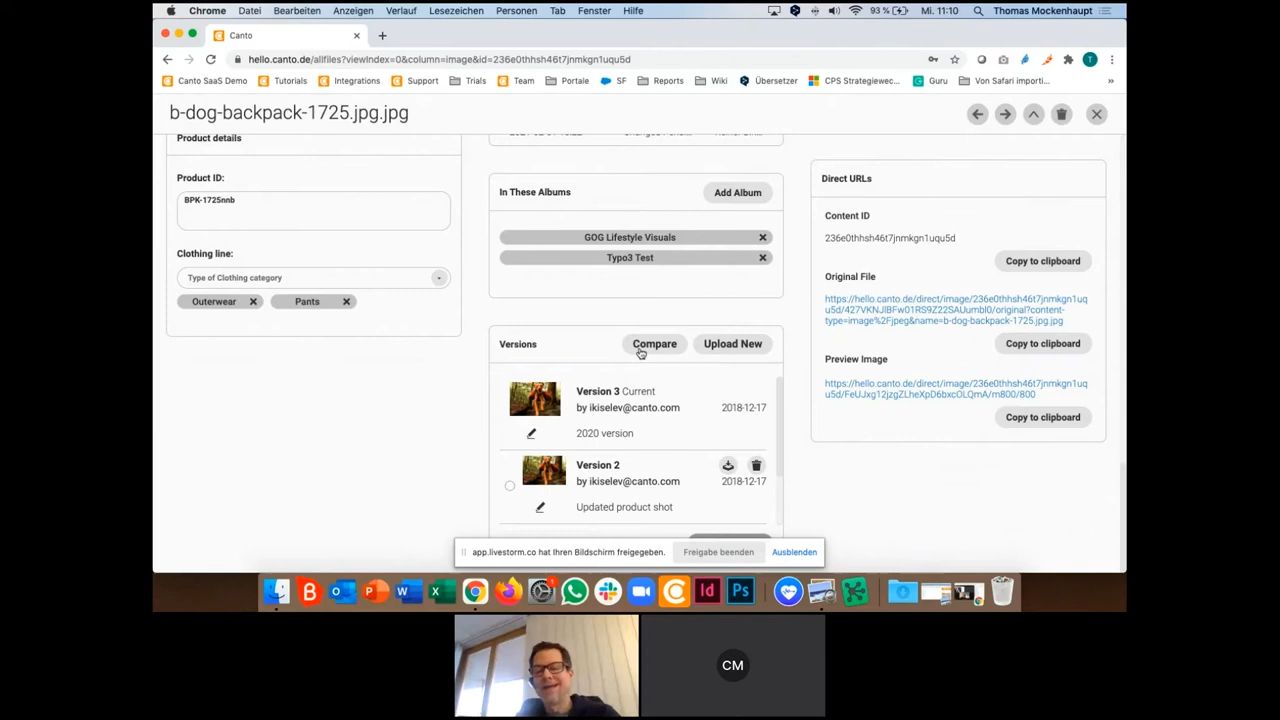 Chrome Datei Bearbeiten Anzeigen Verlauf Lesezeichen Personen Tab Fenster Hilfe 93 % Mi. 11:10 Thomas Mockenhaupt
Canto
hello.canto.de/allfiles?viewIndex=0&column=image&id=236e0thhsh46t7jnmkgn1uqu5d
Canto SaaS Demo Tutorials Integrations Support Trials Team SF Portale Reports Wiki Übersetzer CPS Strategiewec... Guru Von Safari importi... »
b-dog-backpack-1725.jpg.jpg
Product details
Product ID:
BPK-1725nnb
Clothing line:
Type of Clothing category
Outerwear Pants
In These Albums Add Album
GOG Lifestyle Visuals
Typo3 Test
Versions Compare Upload New
Version 3 Current
by ikiselev@canto.com 2018-12-17
2020 version
Version 2
by ikiselev@canto.com 2018-12-17
Updated product shot
Direct URLs
Content ID
236e0thhsh46t7jnmkgn1uqu5d
Copy to clipboard
Original File
https://hello.canto.de/direct/image/236e0thhsh46t7jnmkgn1uq
u5d/427VKNJlBFw01RS9Z22SAUumbl0/original?content-
type=image%2Fjpeg&name=b-dog-backpack-1725.jpg.jpg
Copy to clipboard
Preview Image
https://hello.canto.de/direct/image/236e0thhsh46t7jnmkgn1uq
u5d/FeUJxg12jzgZLheXpD6bxcOLQmA/m800/800
Copy to clipboard
app.livestorm.co hat Ihren Bildschirm freigegeben. Freigabe beenden Ausblenden
CM